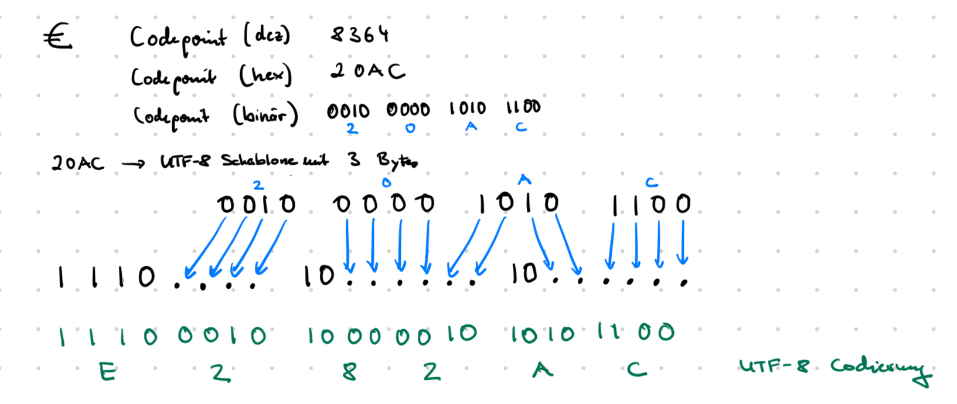 € Codepoint (dez) 8364
Codepoint (hex) 20AC
Codepoint (binär) 0010 0000 1010 1100
2 0 A C
20AC → UTF-8 Schablone mit 3 Bytes
2 0 A C
0010 0000 1010 1100
1110.... 10...... 10......
11100010 10000010 10101100
E 2 8 2 A C UTF-8 Codierung